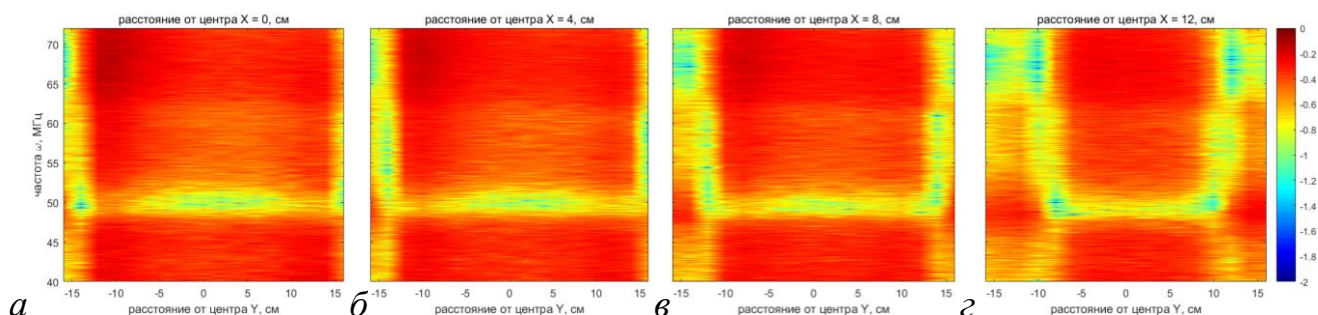 расстояние от центра X = 0, см
расстояние от центра X = 4, см
расстояние от центра X = 8, см
расстояние от центра X = 12, см
частота ω, МГц
70
65
60
55
50
45
40
-15 -10 -5 0 5 10 15
-15 -10 -5 0 5 10 15
-15 -10 -5 0 5 10 15
-15 -10 -5 0 5 10 15
0
-0.2
-0.4
-0.6
-0.8
-1
-1.2
-1.4
-1.6
-1.8
-2
а расстояние от центра Y, см
б расстояние от центра Y, см
в расстояние от центра Y, см
г расстояние от центра Y, см